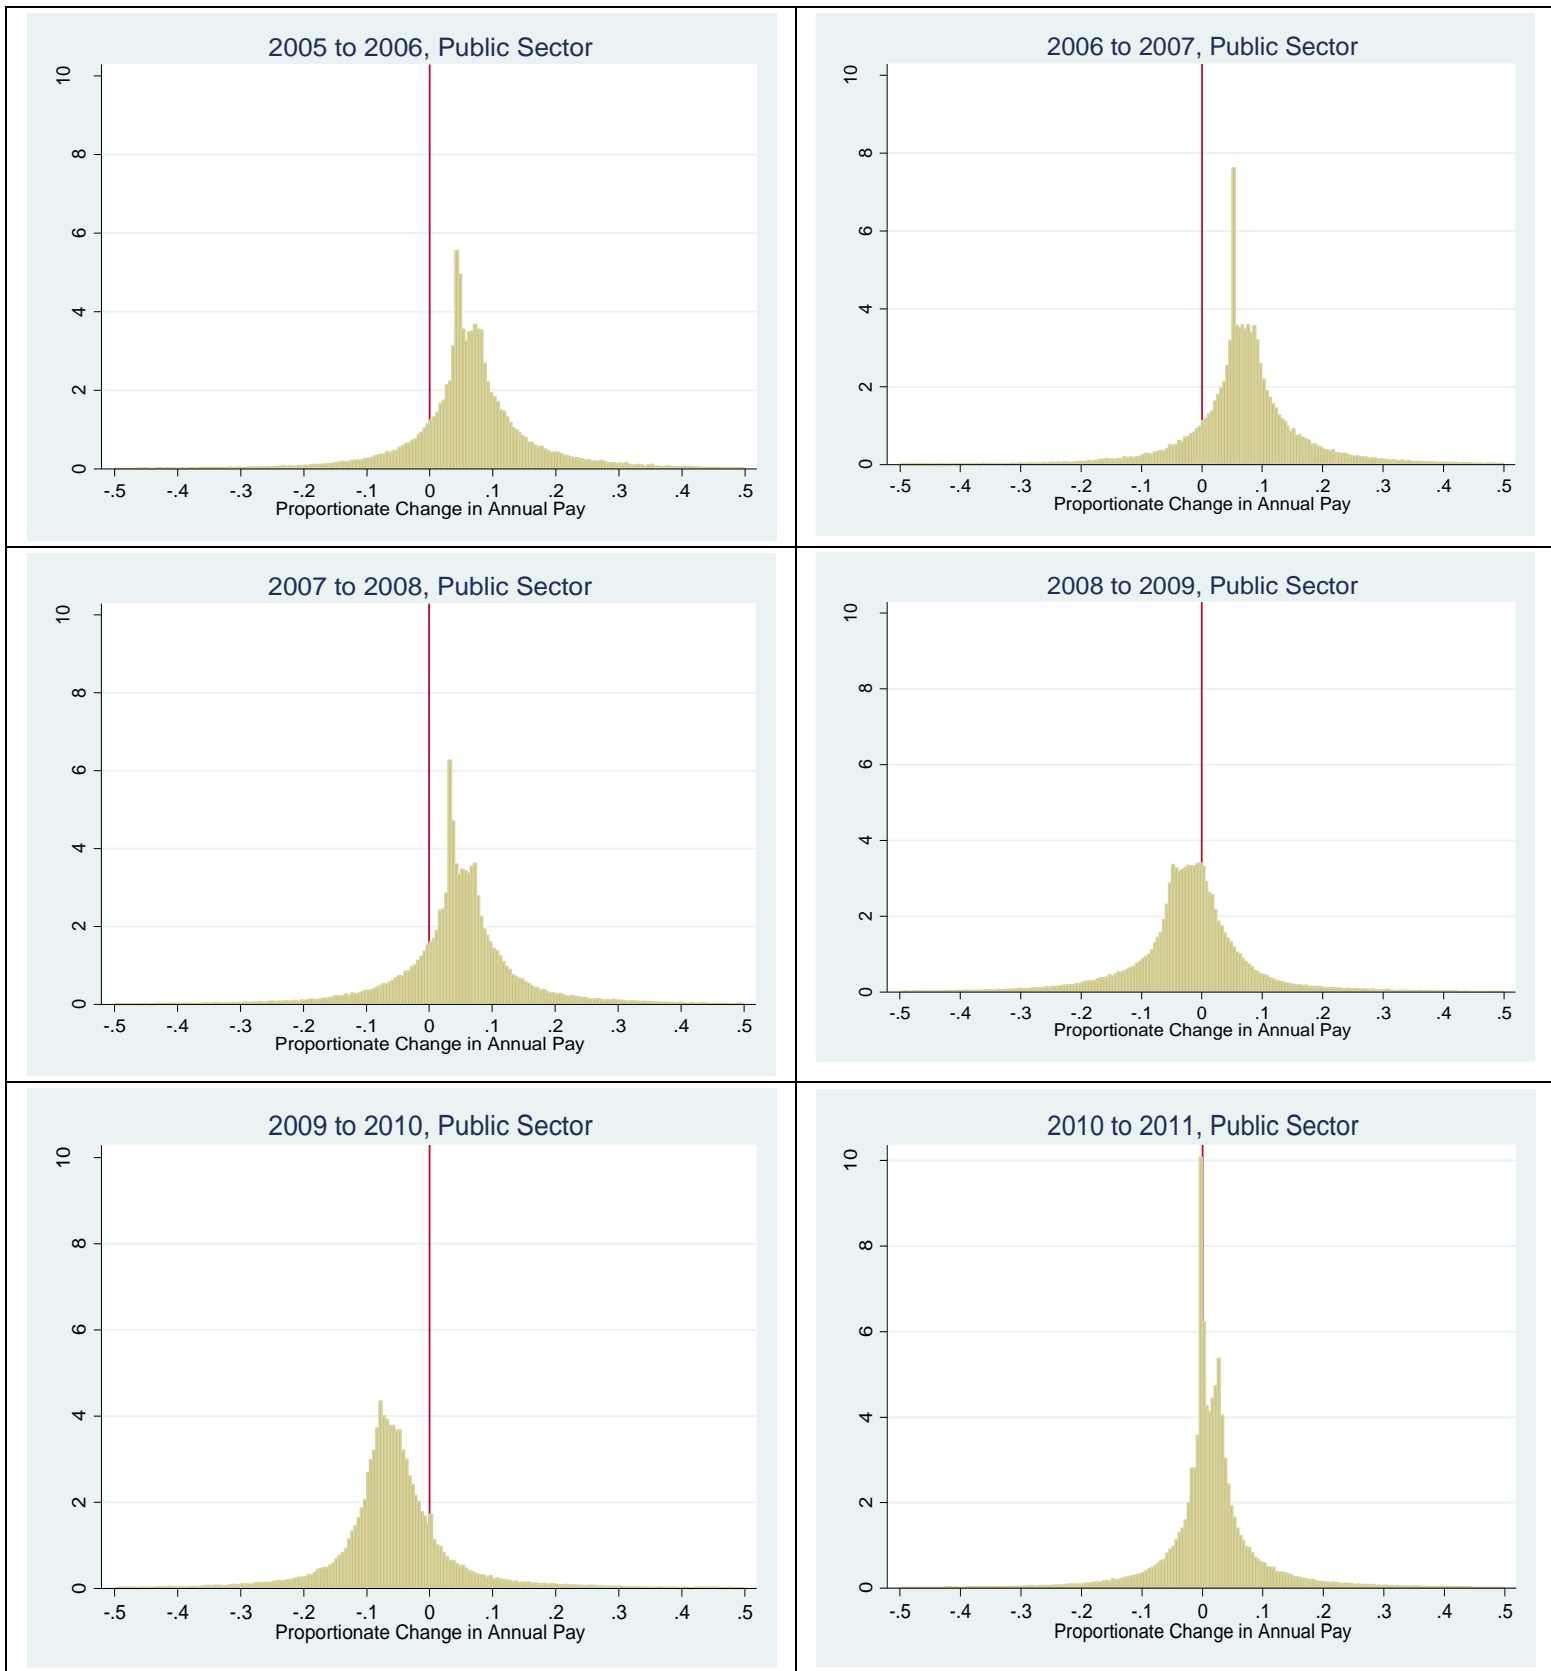 2005 to 2006, Public Sector
10
8
6
4
2
0
-.5 -.4 -.3 -.2 -.1 0 .1 .2 .3 .4 .5
Proportionate Change in Annual Pay
2006 to 2007, Public Sector
10
8
6
4
2
0
-.5 -.4 -.3 -.2 -.1 0 .1 .2 .3 .4 .5
Proportionate Change in Annual Pay
2007 to 2008, Public Sector
10
8
6
4
2
0
-.5 -.4 -.3 -.2 -.1 0 .1 .2 .3 .4 .5
Proportionate Change in Annual Pay
2008 to 2009, Public Sector
10
8
6
4
2
0
-.5 -.4 -.3 -.2 -.1 0 .1 .2 .3 .4 .5
Proportionate Change in Annual Pay
2009 to 2010, Public Sector
10
8
6
4
2
0
-.5 -.4 -.3 -.2 -.1 0 .1 .2 .3 .4 .5
Proportionate Change in Annual Pay
2010 to 2011, Public Sector
10
8
6
4
2
0
-.5 -.4 -.3 -.2 -.1 0 .1 .2 .3 .4 .5
Proportionate Change in Annual Pay